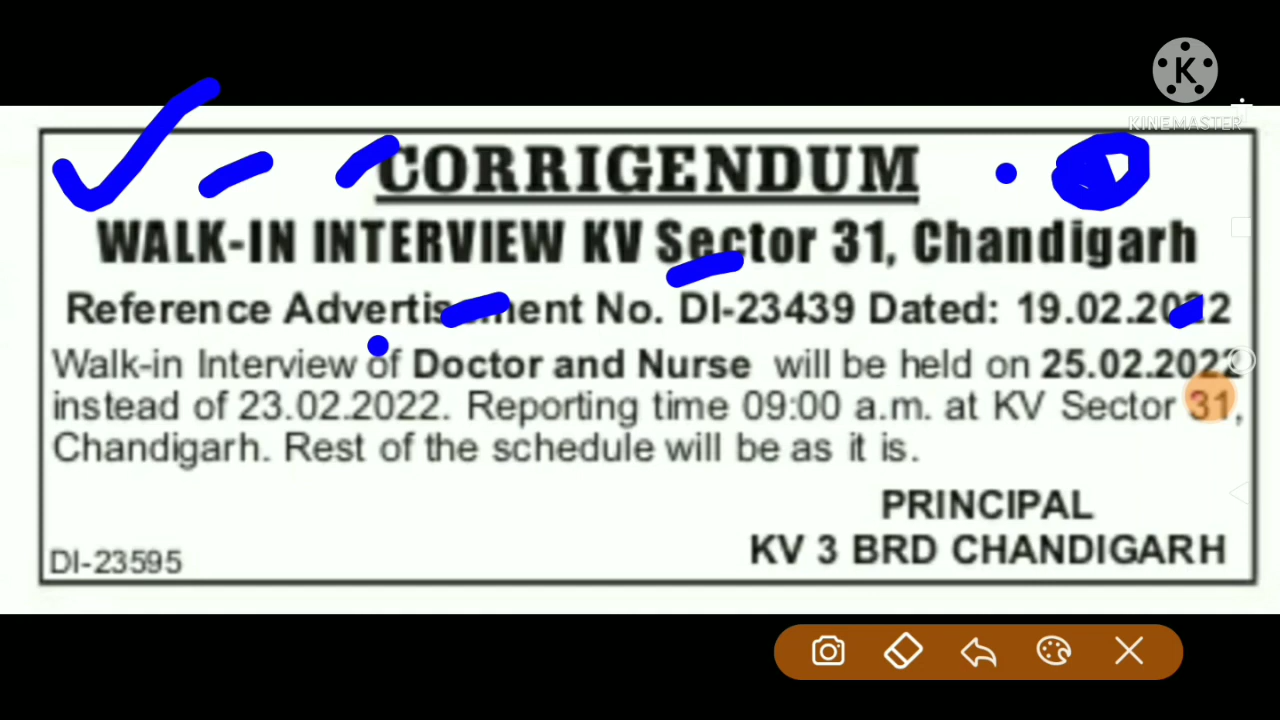 K
KINEMASTER
CORRIGENDUM
WALK-IN INTERVIEW KV Sector 31, Chandigarh
Reference Advertisement No. DI-23439 Dated: 19.02.2022
Walk-in Interview of Doctor and Nurse will be held on 25.02.2022
instead of 23.02.2022. Reporting time 09:00 a.m. at KV Sector 31,
Chandigarh. Rest of the schedule will be as it is.
PRINCIPAL
KV 3 BRD CHANDIGARH
DI-23595